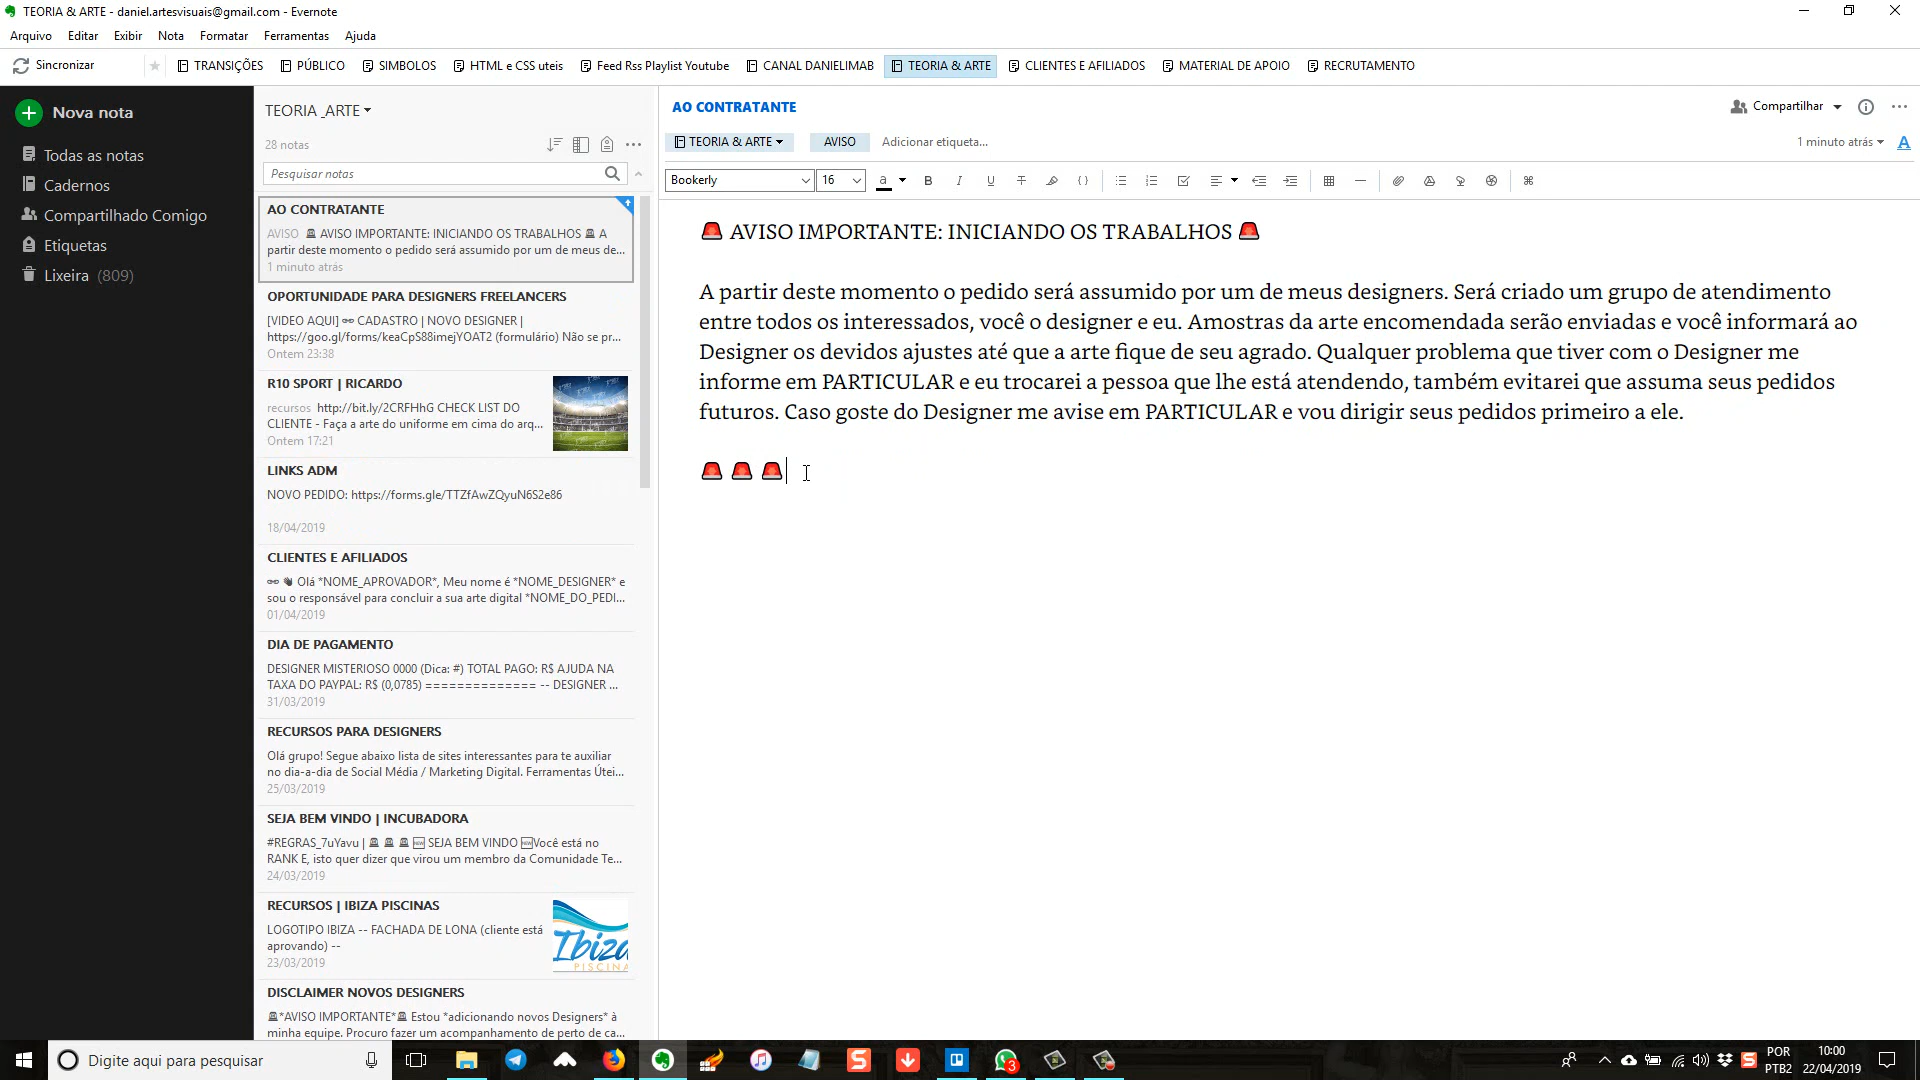 TEORIA & ARTE - daniel.artesvisuais@gmail.com - Evernote
Arquivo Editar Exibir Nota Formatar Ferramentas Ajuda
Sincronizar TRANSIÇÕES PÚBLICO SIMBOLOS HTML e CSS uteis Feed Rss Playlist Youtube CANAL DANIELIMAB TEORIA & ARTE CLIENTES E AFILIADOS MATERIAL DE APOIO RECRUTAMENTO
Nova nota
Todas as notas
Cadernos
Compartilhado Comigo
Etiquetas
Lixeira (809)
TEORIA _ARTE
28 notas
Pesquisar notas
AO CONTRATANTE
AVISO 🚨 AVISO IMPORTANTE: INICIANDO OS TRABALHOS 🚨 A
partir deste momento o pedido será assumido por um de meus de...
1 minuto atrás
OPORTUNIDADE PARA DESIGNERS FREELANCERS
[VIDEO AQUI] ⚯ CADASTRO | NOVO DESIGNER |
https://goo.gl/forms/keaCpS88imejYOAT2 (formulário) Não se pr...
Ontem 23:38
R10 SPORT | RICARDO
recursos http://bit.ly/2CRFHhG CHECK LIST DO
CLIENTE - Faça a arte do uniforme em cima do arq...
Ontem 17:21
LINKS ADM
NOVO PEDIDO: https://forms.gle/TTZfAwZQyuN6S2e86
18/04/2019
CLIENTES E AFILIADOS
⚯ 👋 Olá *NOME_APROVADOR*, Meu nome é *NOME_DESIGNER* e
sou o responsável para concluir a sua arte digital *NOME_DO_PEDI...
01/04/2019
DIA DE PAGAMENTO
DESIGNER MISTERIOSO 0000 (Dica: #) TOTAL PAGO: R$ AJUDA NA
TAXA DO PAYPAL: R$ (0,0785) ============== -- DESIGNER ...
31/03/2019
RECURSOS PARA DESIGNERS
Olá grupo! Segue abaixo lista de sites interessantes para te auxiliar
no dia-a-dia de Social Média / Marketing Digital. Ferramentas Útei...
25/03/2019
SEJA BEM VINDO | INCUBADORA
#REGRAS_7uYavu | 🚨 🚨 🚨 🆕 SEJA BEM VINDO 🆕Você está no
RANK E, isto quer dizer que virou um membro da Comunidade Te...
24/03/2019
RECURSOS | IBIZA PISCINAS
LOGOTIPO IBIZA -- FACHADA DE LONA (cliente está
aprovando) --
23/03/2019
Ibiza
PISCINA
DISCLAIMER NOVOS DESIGNERS
🚨*AVISO IMPORTANTE*🚨 Estou *adicionando novos Designers* à
minha equipe. Procuro fazer um acompanhamento de perto de ca...
AO CONTRATANTE
Compartilhar
TEORIA & ARTE AVISO Adicionar etiqueta...
1 minuto atrás A
Bookerly 16 a B I U T
🚨 AVISO IMPORTANTE: INICIANDO OS TRABALHOS 🚨
A partir deste momento o pedido será assumido por um de meus designers. Será criado um grupo de atendimento
entre todos os interessados, você o designer e eu. Amostras da arte encomendada serão enviadas e você informará ao
Designer os devidos ajustes até que a arte fique de seu agrado. Qualquer problema que tiver com o Designer me
informe em PARTICULAR e eu trocarei a pessoa que lhe está atendendo, também evitarei que assuma seus pedidos
futuros. Caso goste do Designer me avise em PARTICULAR e vou dirigir seus pedidos primeiro a ele.
🚨 🚨 🚨
Digite aqui para pesquisar
3
POR
PTB2
10:00
22/04/2019